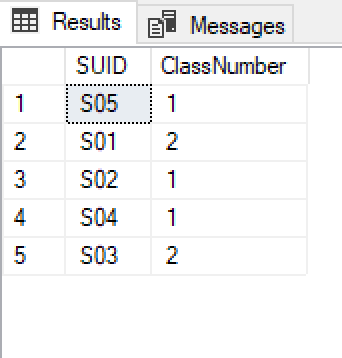 Results Messages
SUID ClassNumber
1 S05 1
2 S01 2
3 S02 1
4 S04 1
5 S03 2